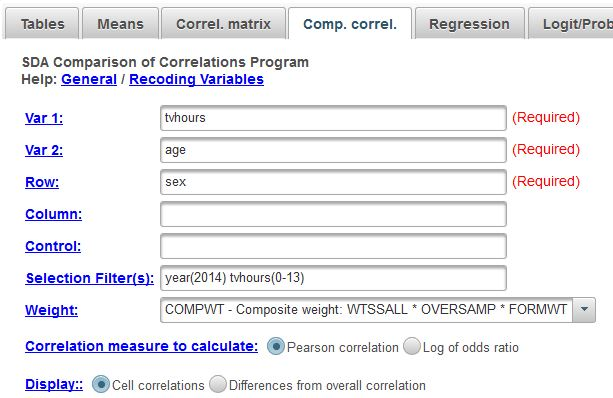 Tables Means Correl. matrix Comp. correl. Regression Logit/Prob
SDA Comparison of Correlations Program
Help: General / Recoding Variables
Var 1: tvhours (Required)
Var 2: age (Required)
Row: sex (Required)
Column:
Control:
Selection Filter(s): year(2014) tvhours(0-13)
Weight: COMPWT - Composite weight: WTSSALL * OVERSAMP * FORMWT
Correlation measure to calculate: Pearson correlation Log of odds ratio
Display:: Cell correlations Differences from overall correlation